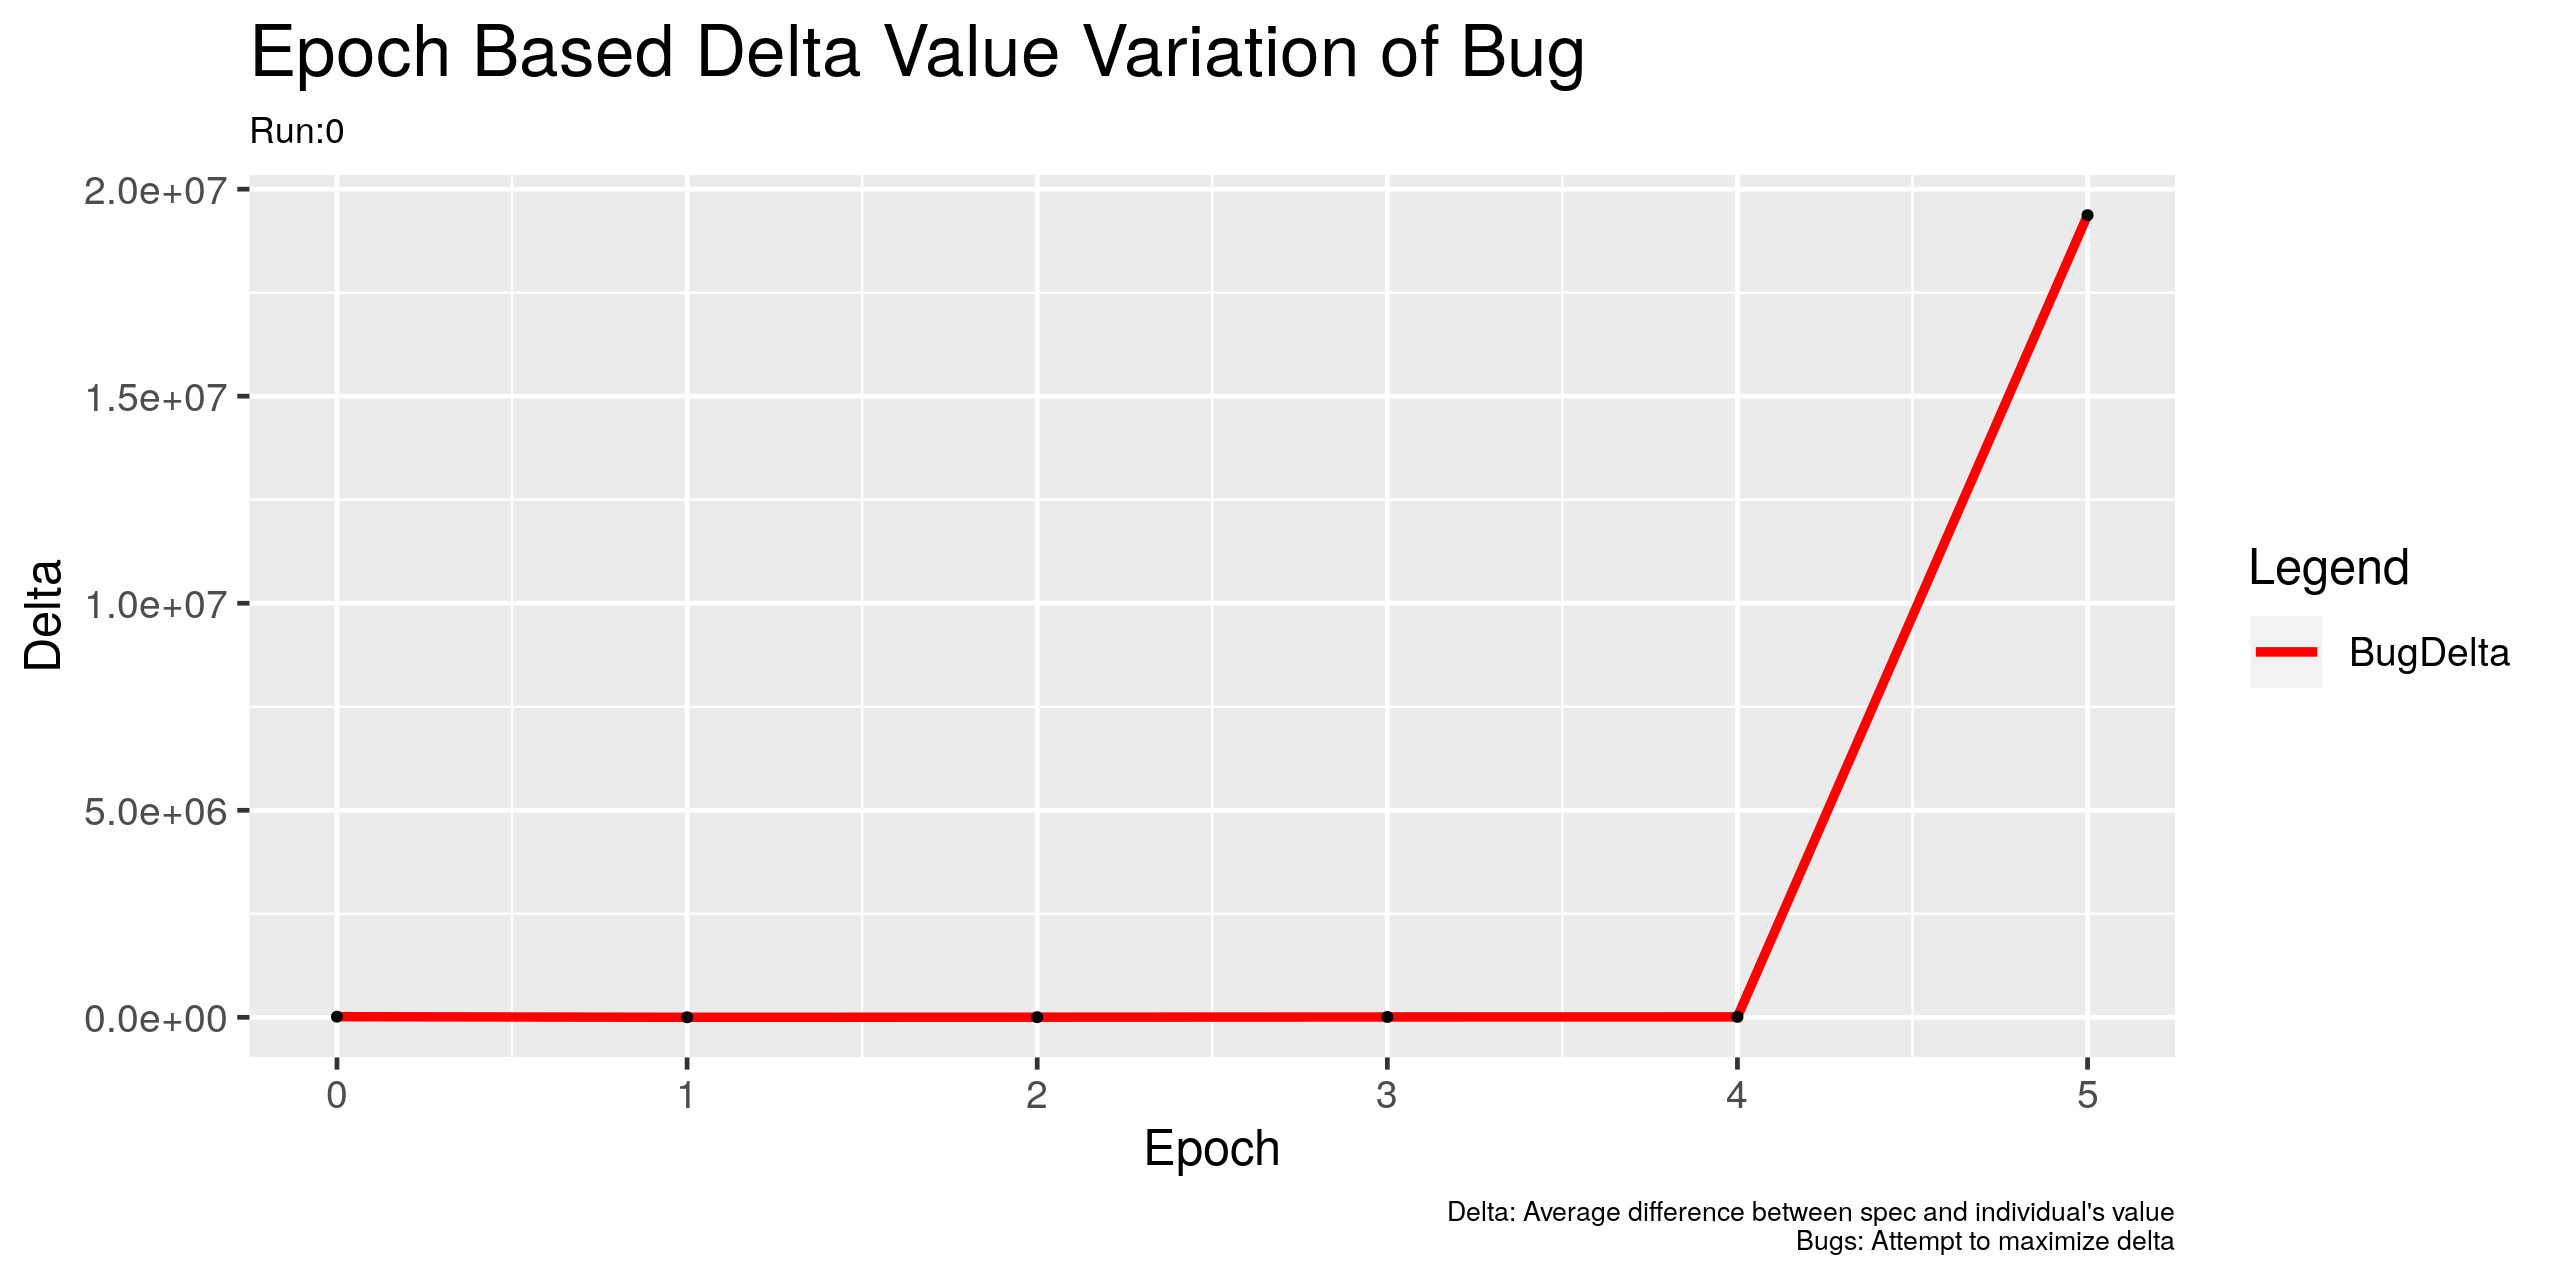 Epoch Based Delta Value Variation of Bug
Run:0
2.0e+07
1.5e+07
1.0e+07
5.0e+06
0.0e+00
Delta
0 1 2 3 4 5
Epoch
Legend
BugDelta
Delta: Average difference between spec and individual's value
Bugs: Attempt to maximize delta